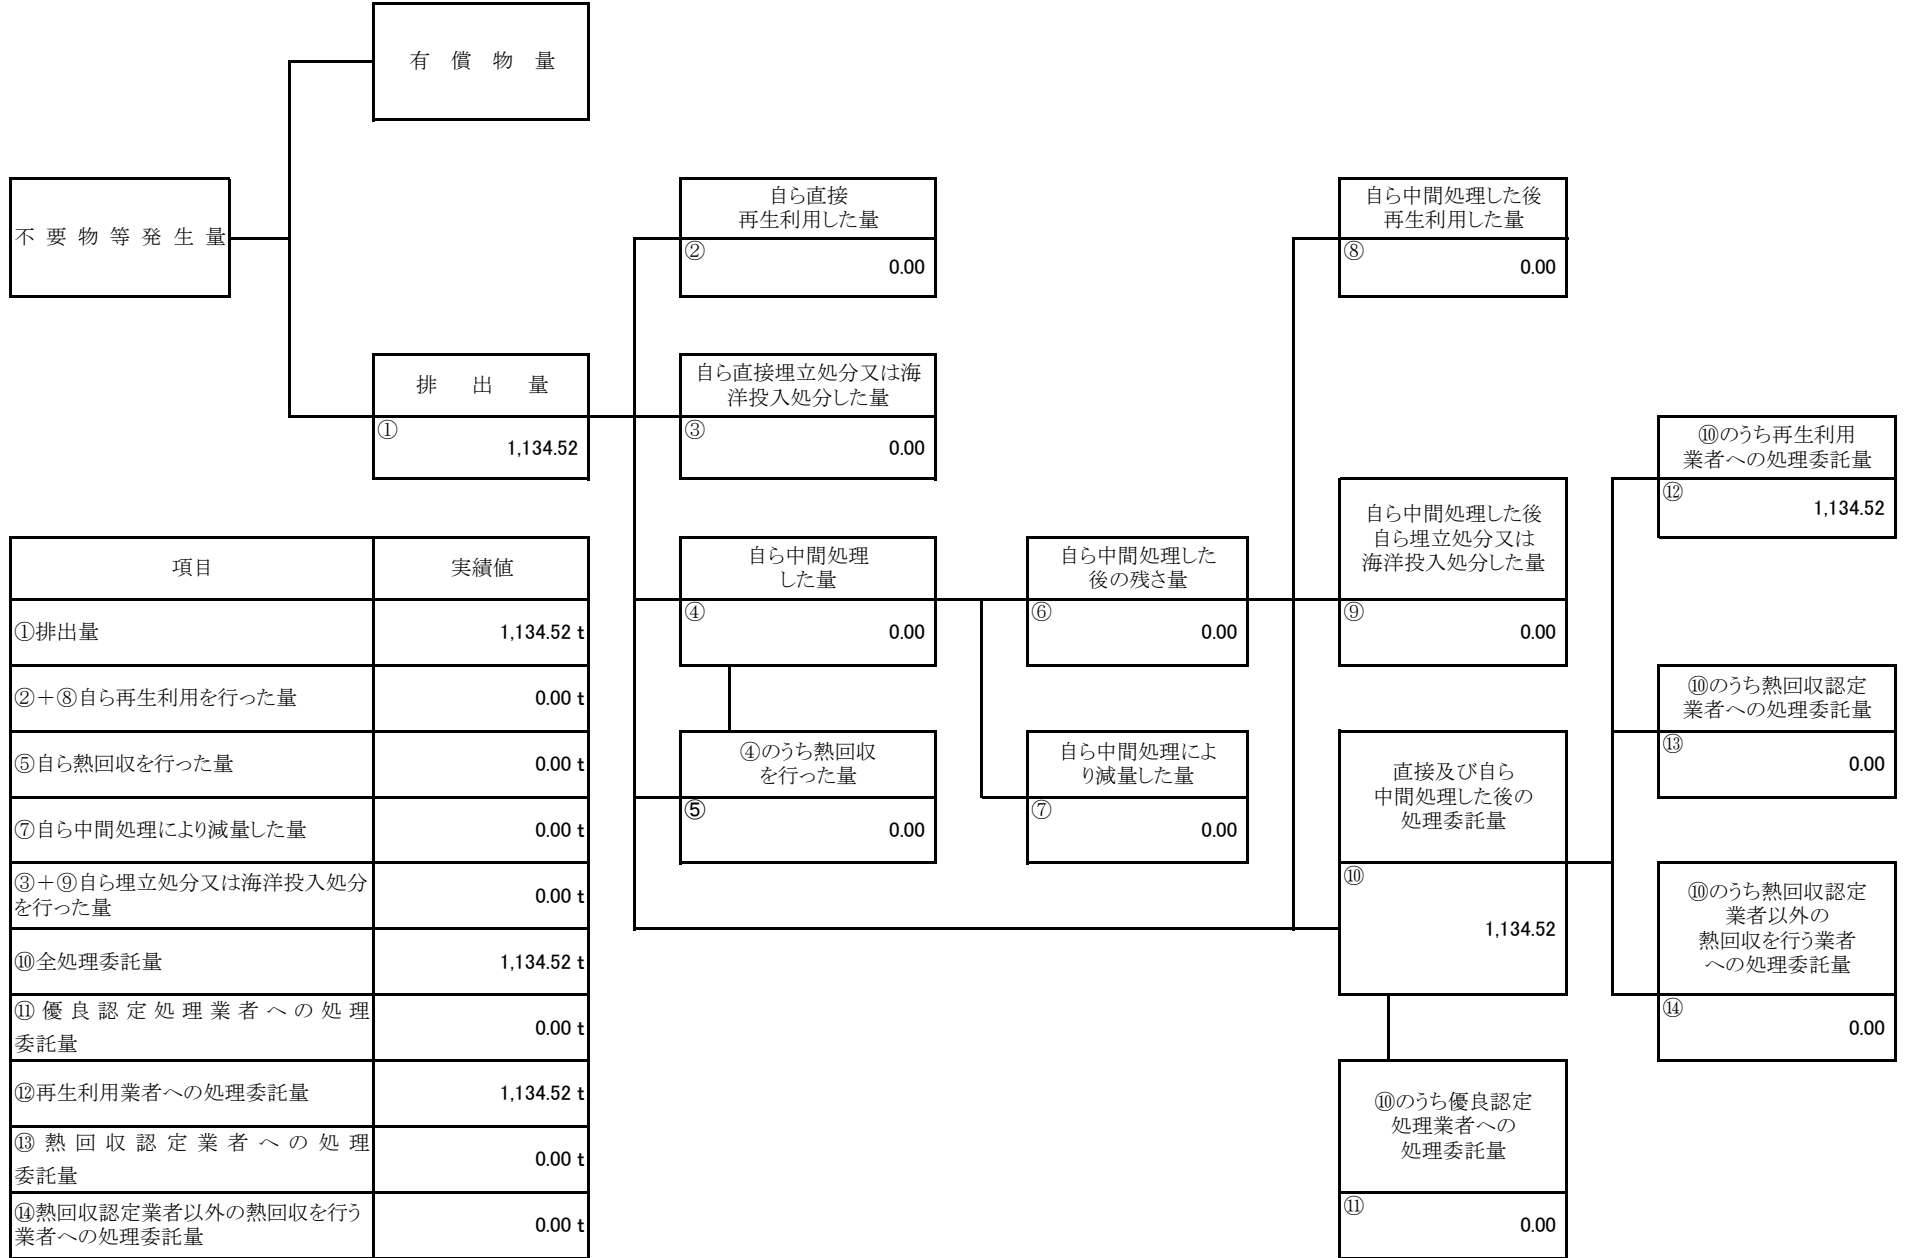 有 償 物 量
不 要 物 等 発 生 量
自ら直接
再生利用した量
②
0.00
自ら中間処理した後
再生利用した量
⑧
0.00
排 出 量
①
1,134.52
自ら直接埋立処分又は海
洋投入処分した量
③
0.00
⑩のうち再生利用
業者への処理委託量
⑫
1,134.52
自ら中間処理
した量
④
0.00
自ら中間処理した
後の残さ量
⑥
0.00
自ら中間処理した後
自ら埋立処分又は
海洋投入処分した量
⑨
0.00
⑩のうち熱回収認定
業者への処理委託量
⑬
0.00
④のうち熱回収
を行った量
⑤
0.00
自ら中間処理によ
り減量した量
⑦
0.00
直接及び自ら
中間処理した後の
処理委託量
⑩
1,134.52
⑩のうち熱回収認定
業者以外の
熱回収を行う業者
への処理委託量
⑭
0.00
⑩のうち優良認定
処理業者への
処理委託量
⑪
0.00
項目 実績値
①排出量 1,134.52 t
②＋⑧自ら再生利用を行った量 0.00 t
⑤自ら熱回収を行った量 0.00 t
⑦自ら中間処理により減量した量 0.00 t
③＋⑨自ら埋立処分又は海洋投入処分
を行った量 0.00 t
⑩全処理委託量 1,134.52 t
⑪優良認定処理業者への処理
委託量 0.00 t
⑫再生利用業者への処理委託量 1,134.52 t
⑬熱回収認定業者への処理
委託量 0.00 t
⑭熱回収認定業者以外の熱回収を行う
業者への処理委託量 0.00 t